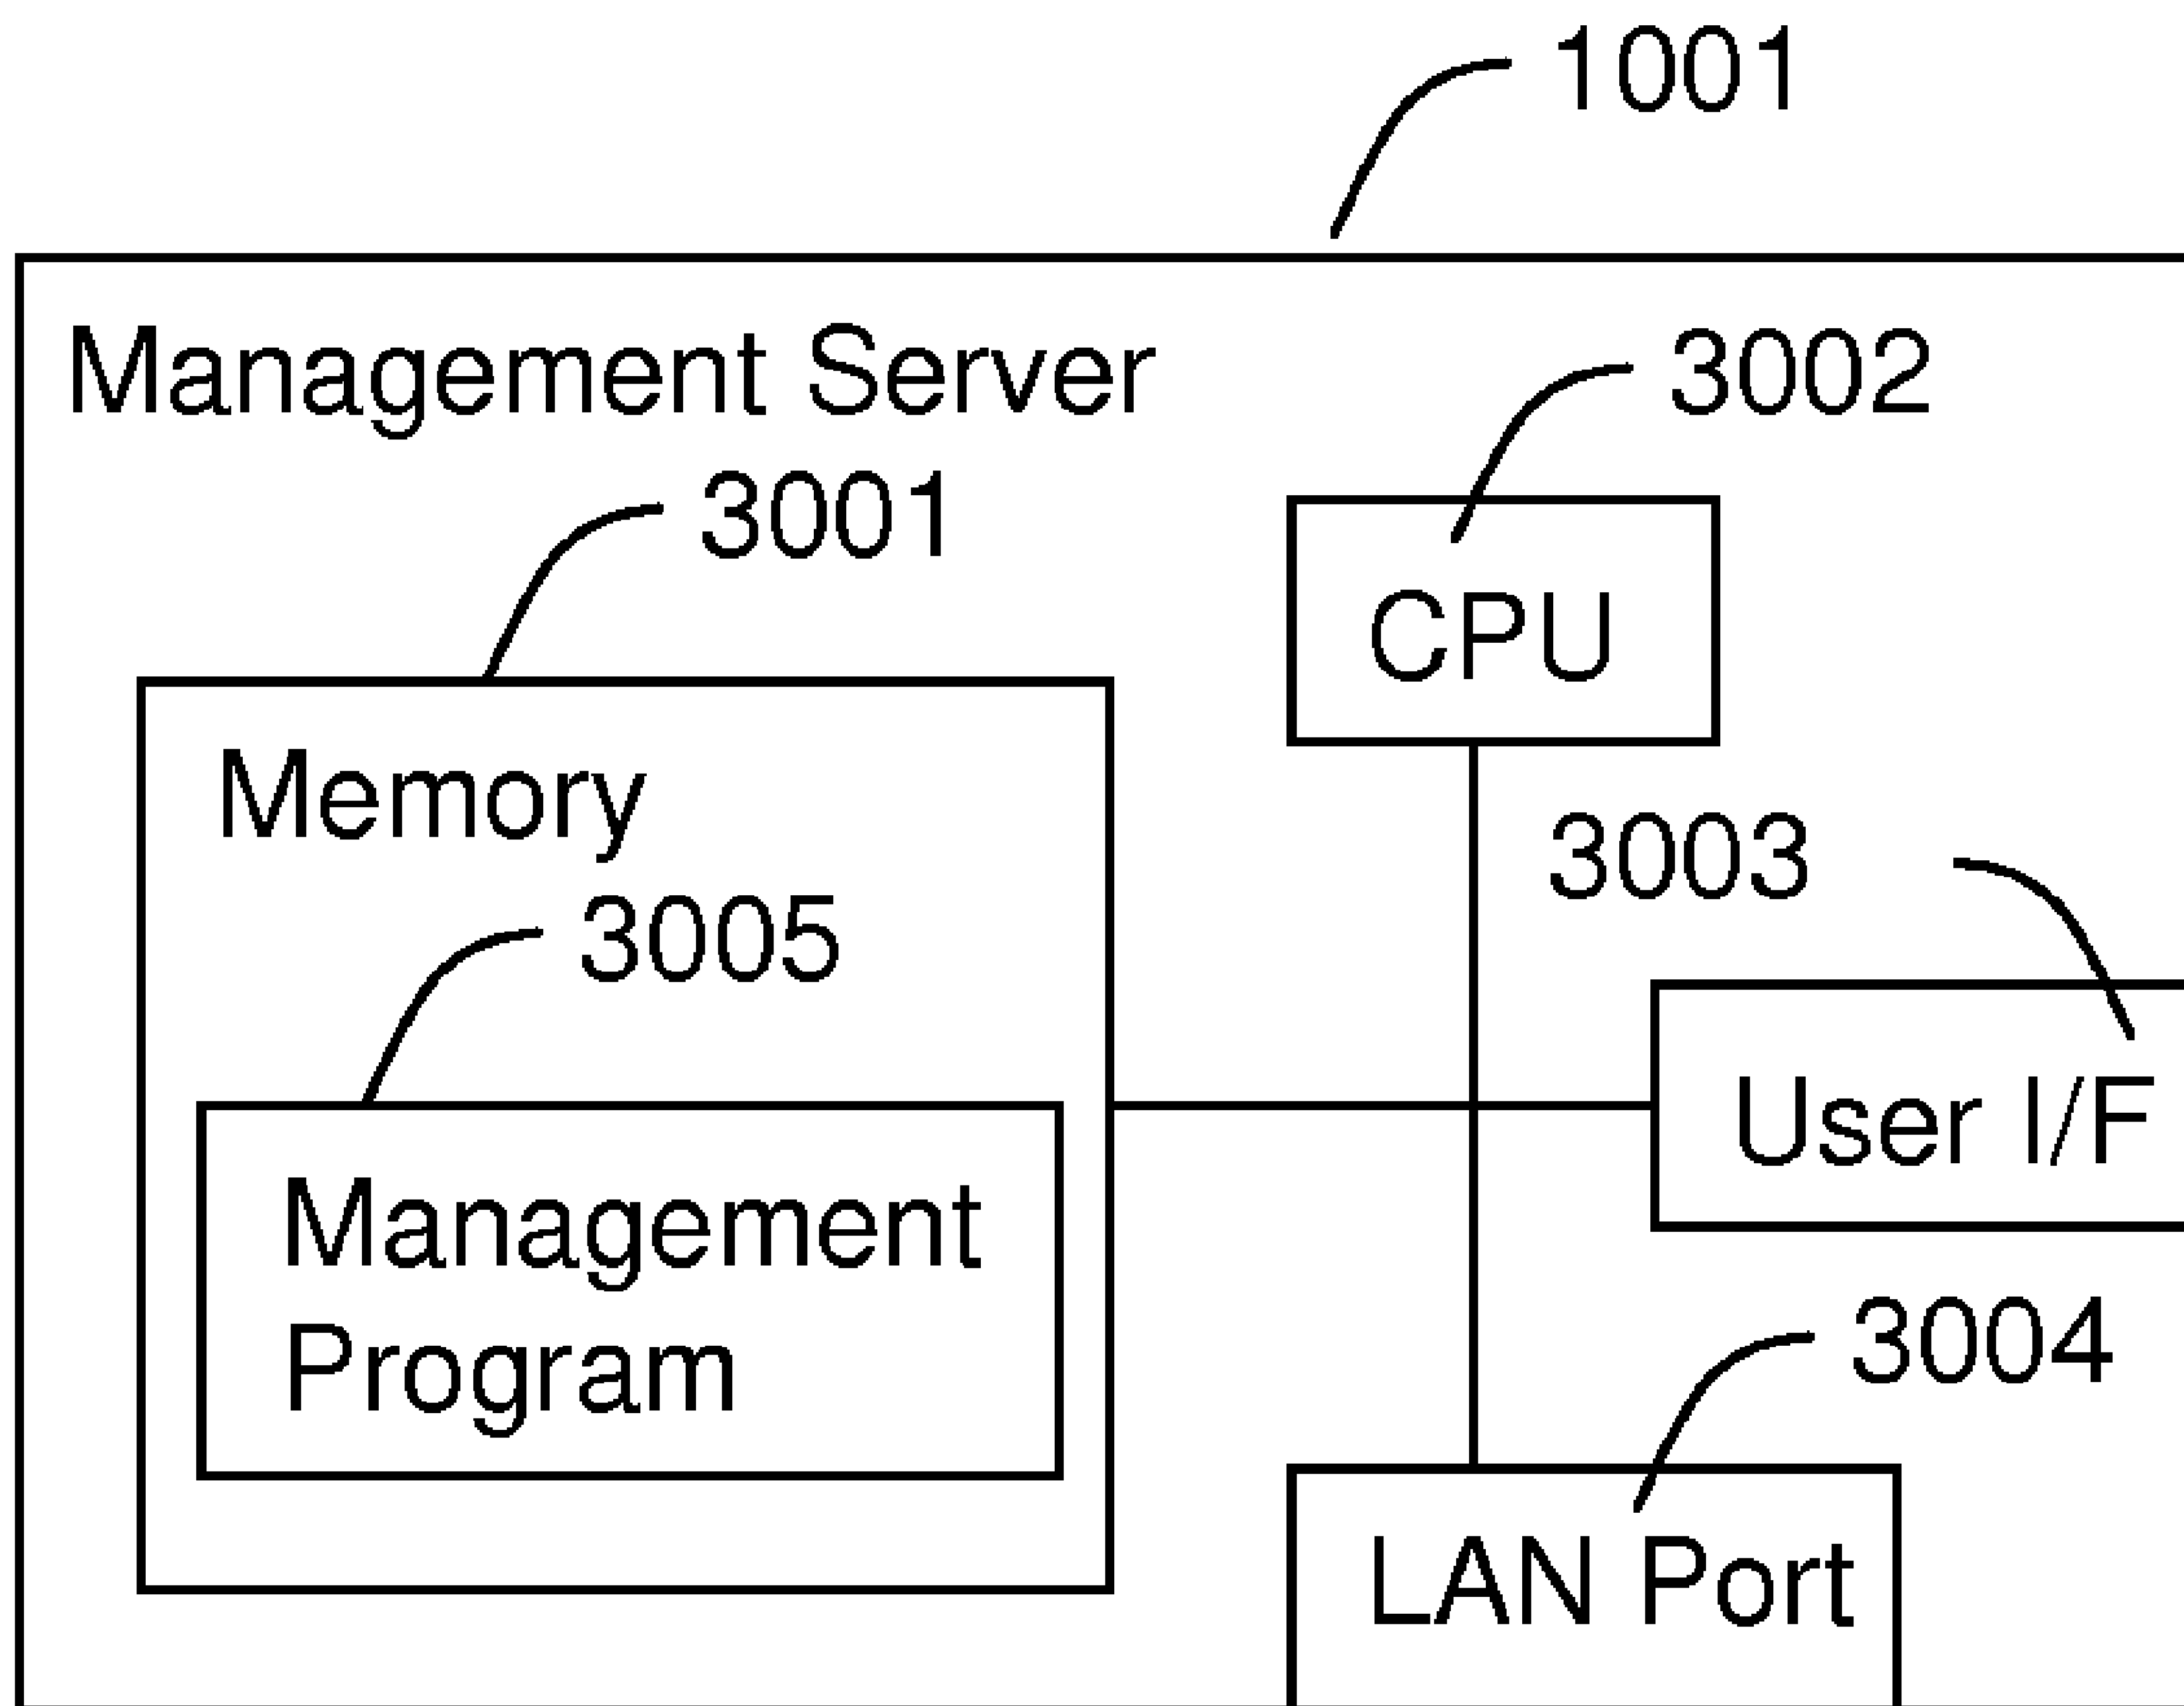 1001
Management Server
3002
3001
CPU
Memory
3003
3005
User I/F
Management
Program
3004
LAN Port